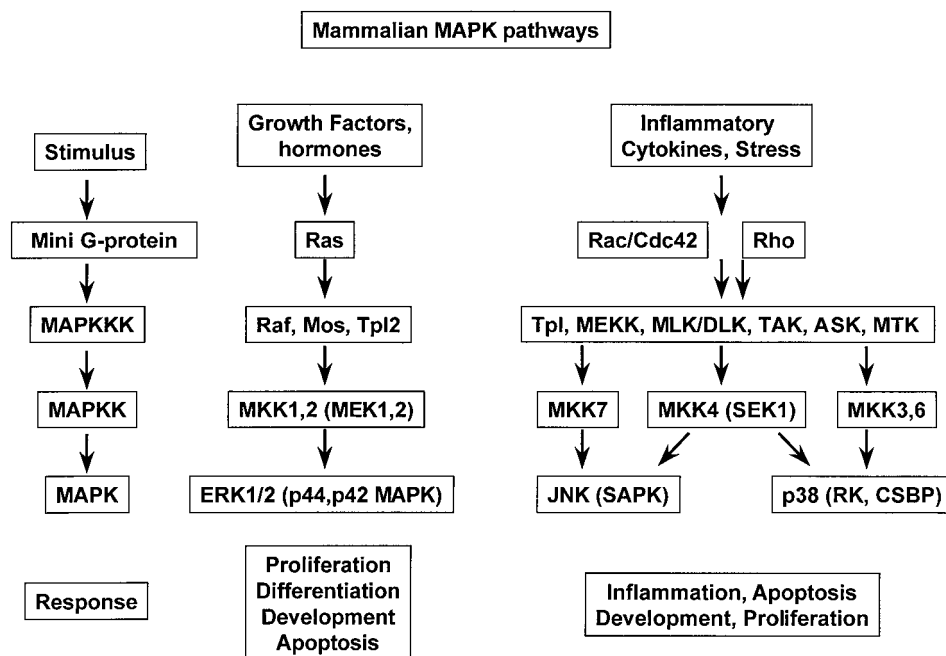 Mammalian MAPK pathways
Growth Factors,
hormones
Inflammatory
Cytokines, Stress
Stimulus
Mini G-protein
Ras
Rac/Cdc42
Rho
MAPKKK
Raf, Mos, Tpl2
Tpl, MEKK, MLK/DLK, TAK, ASK, MTK
MAPKK
MKK1,2 (MEK1,2)
MKK7
MKK4 (SEK1)
MKK3,6
MAPK
ERK1/2 (p44,p42 MAPK)
JNK (SAPK)
p38 (RK, CSBP)
Response
Proliferation
Differentiation
Development
Apoptosis
Inflammation, Apoptosis
Development, Proliferation